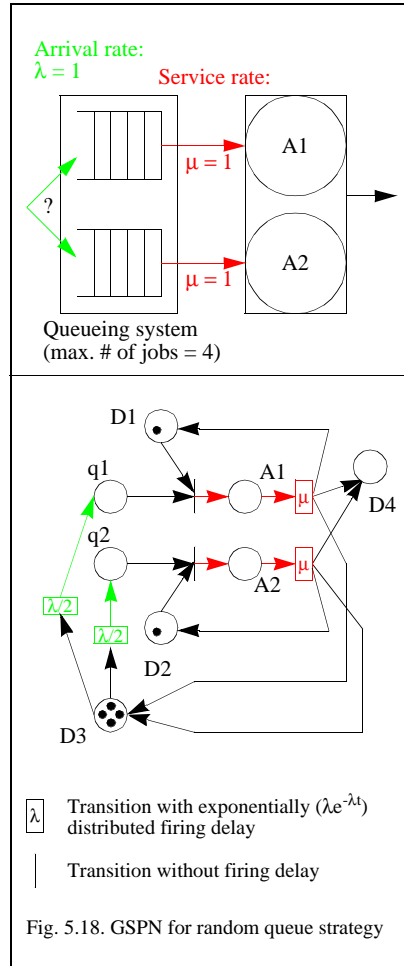 Arrival rate:
λ = 1
Service rate:
A1
μ = 1
?
A2
μ = 1
Queueing system
(max. # of jobs = 4)
D1
q1
A1
μ
D4
q2
A2
μ
λ/2
λ/2
D2
D3
λ Transition with exponentially (λe^-λt)
distributed firing delay
Transition without firing delay
Fig. 5.18. GSPN for random queue strategy